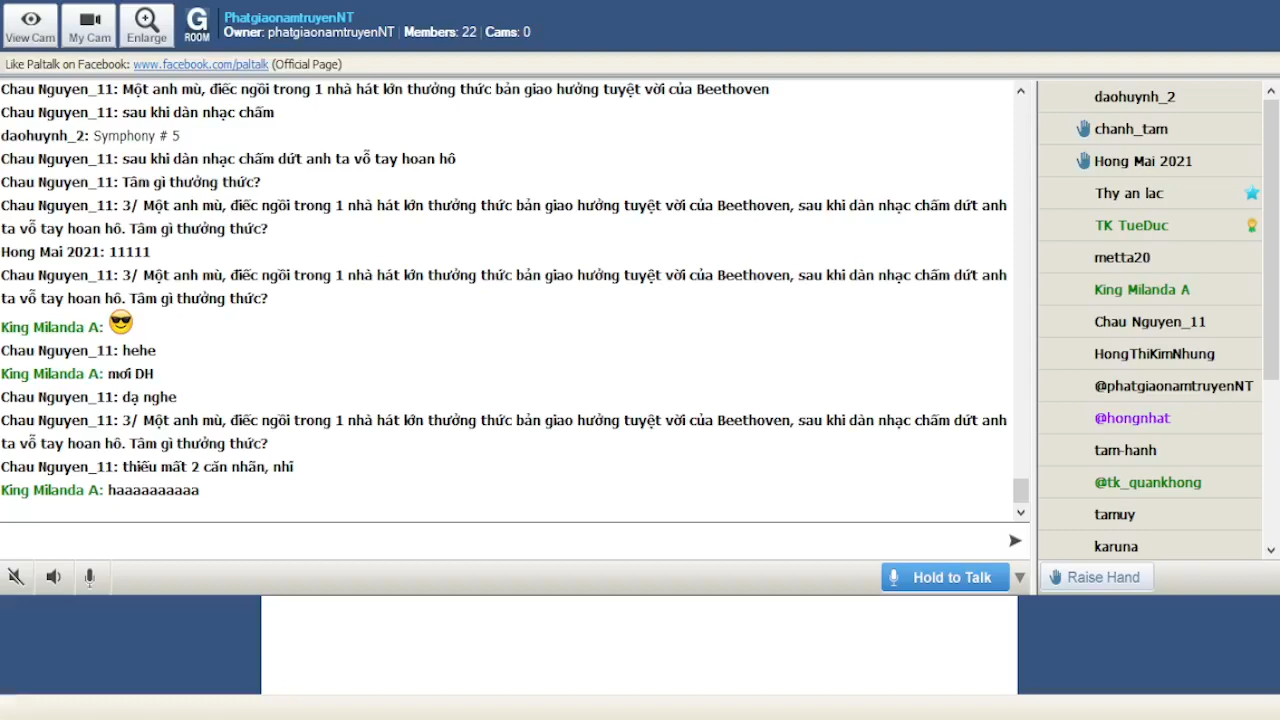 View Cam
My Cam
Enlarge
G
ROOM
PhatgiaonamtruyenNT
Owner: phatgiaonamtruyenNT | Members: 22 | Cams: 0
Like Paltalk on Facebook: www.facebook.com/paltalk (Official Page)
Chau Nguyen_11: Một anh mù, điếc ngồi trong 1 nhà hát lớn thưởng thức bản giao hưởng tuyệt vời của Beethoven
Chau Nguyen_11: sau khi dàn nhạc chấm
daohuynh_2: Symphony # 5
Chau Nguyen_11: sau khi dàn nhạc chấm dứt anh ta vỗ tay hoan hô
Chau Nguyen_11: Tâm gì thưởng thức?
Chau Nguyen_11: 3/ Một anh mù, điếc ngồi trong 1 nhà hát lớn thưởng thức bản giao hưởng tuyệt vời của Beethoven, sau khi dàn nhạc chấm dứt anh
ta vỗ tay hoan hô. Tâm gì thưởng thức?
Hong Mai 2021: 11111
Chau Nguyen_11: 3/ Một anh mù, điếc ngồi trong 1 nhà hát lớn thưởng thức bản giao hưởng tuyệt vời của Beethoven, sau khi dàn nhạc chấm dứt anh
ta vỗ tay hoan hô. Tâm gì thưởng thức?
King Milanda A:
Chau Nguyen_11: hehe
King Milanda A: mơi DH
Chau Nguyen_11: dạ nghe
Chau Nguyen_11: 3/ Một anh mù, điếc ngồi trong 1 nhà hát lớn thưởng thức bản giao hưởng tuyệt vời của Beethoven, sau khi dàn nhạc chấm dứt anh
ta vỗ tay hoan hô. Tâm gì thưởng thức?
Chau Nguyen_11: thiếu mất 2 căn nhãn, nhĩ
King Milanda A: haaaaaaaaaa
Hold to Talk
daohuynh_2
chanh_tam
Hong Mai 2021
Thy an lac
TK TueDuc
metta20
King Milanda A
Chau Nguyen_11
HongThiKimNhung
@phatgiaonamtruyenNT
@hongnhat
tam-hanh
@tk_quankhong
tamuy
karuna
Raise Hand